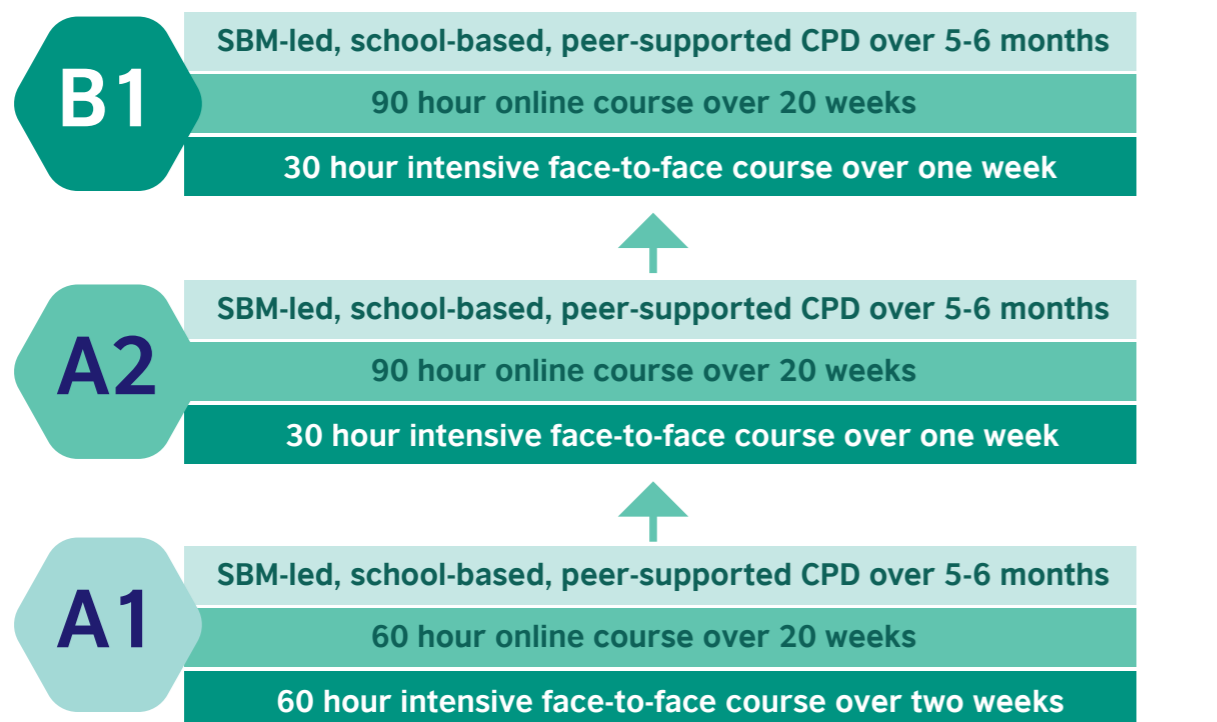 B1
SBM-led, school-based, peer-supported CPD over 5-6 months
90 hour online course over 20 weeks
30 hour intensive face-to-face course over one week
A2
SBM-led, school-based, peer-supported CPD over 5-6 months
90 hour online course over 20 weeks
30 hour intensive face-to-face course over one week
A1
SBM-led, school-based, peer-supported CPD over 5-6 months
60 hour online course over 20 weeks
60 hour intensive face-to-face course over two weeks